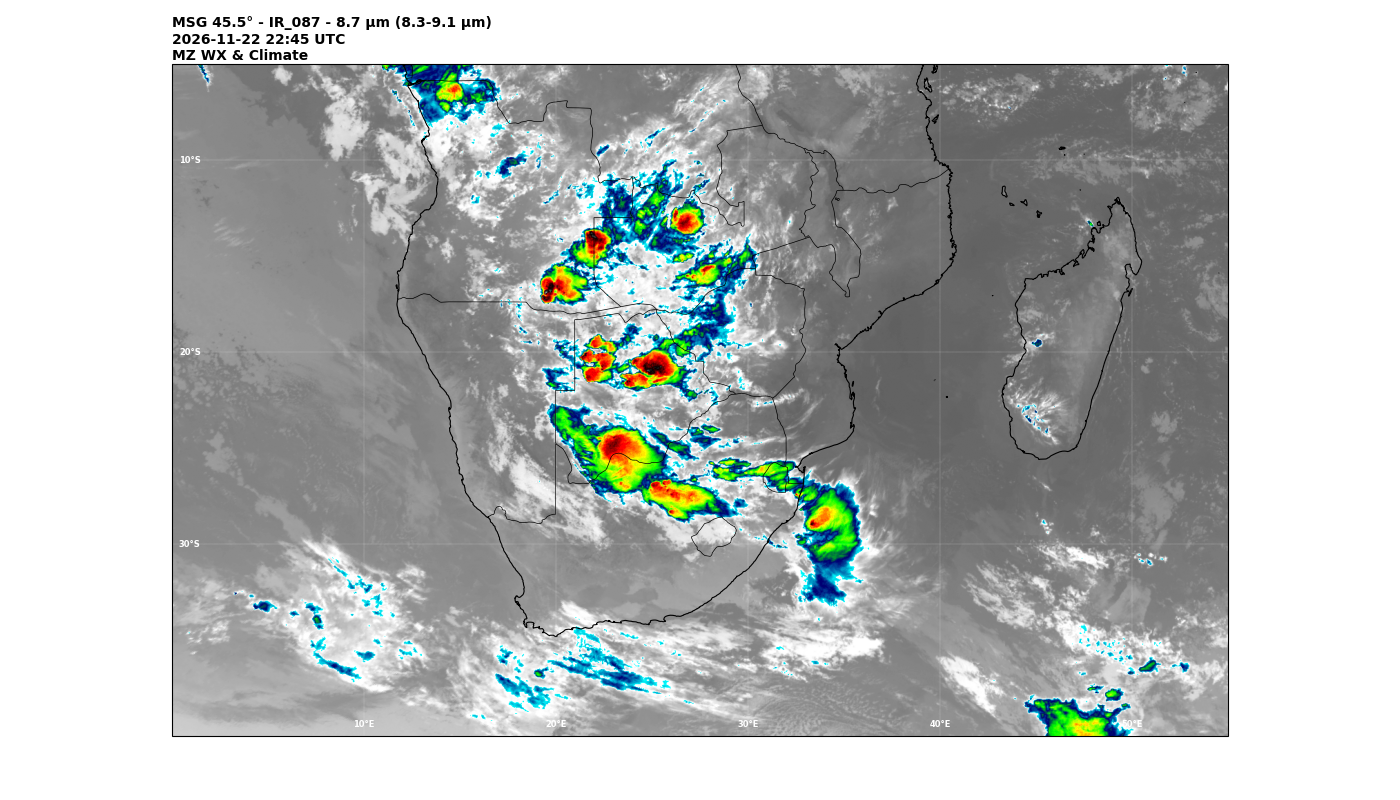 MSG 45.5° - IR_087 - 8.7 µm (8.3-9.1 µm)
2026-11-22 22:45 UTC
MZ WX & Climate
10°S
20°S
30°S
10°E
20°E
30°E
40°E
50°E